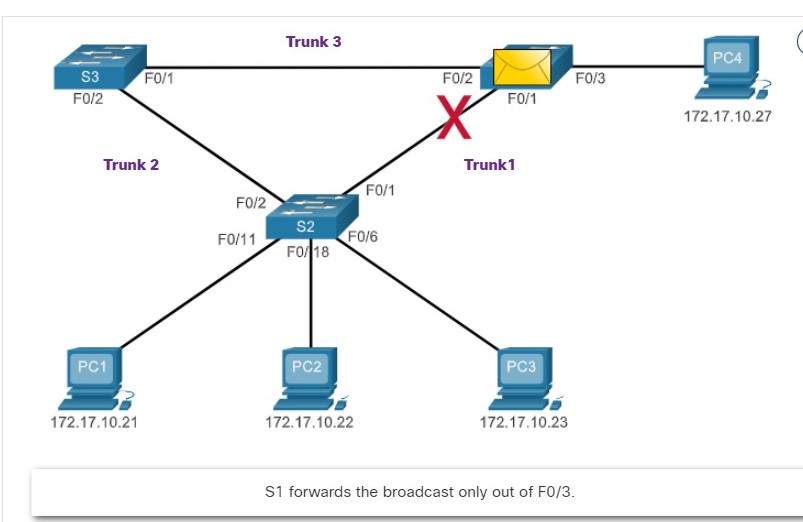 Trunk 3
S3
F0/1
F0/2
F0/3
PC4
F0/2
F0/1
172.17.10.27
Trunk 2
Trunk1
F0/1
F0/2
S2
F0/11
F0/6
F0/18
PC1
PC2
PC3
172.17.10.21
172.17.10.22
172.17.10.23
S1 forwards the broadcast only out of F0/3.